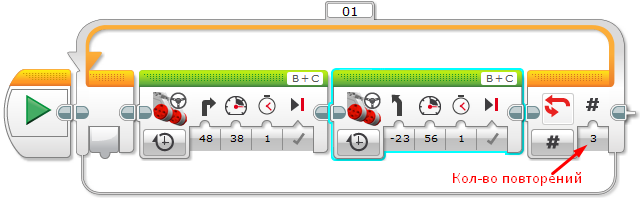 01
B + C
B + C
48 38 1
-23 56 1
# #
3
Кол-во повторений